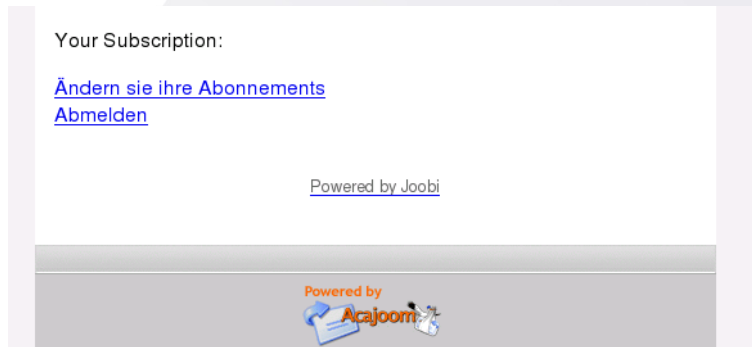 Your Subscription:
Ändern sie ihre Abonnements
Abmelden
Powered by Joobi
Powered by
Acajoom